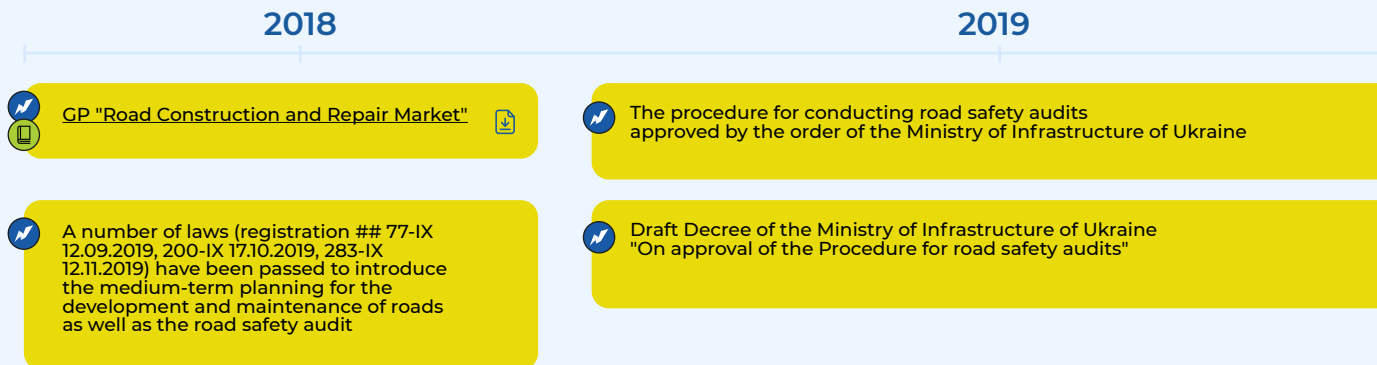 2018
2019
GP "Road Construction and Repair Market"
The procedure for conducting road safety audits
approved by the order of the Ministry of Infrastructure of Ukraine
A number of laws (registration ## 77-IX
12.09.2019, 200-IX 17.10.2019, 283-IX
12.11.2019) have been passed to introduce
the medium-term planning for the
development and maintenance of roads
as well as the road safety audit
Draft Decree of the Ministry of Infrastructure of Ukraine
"On approval of the Procedure for road safety audits"